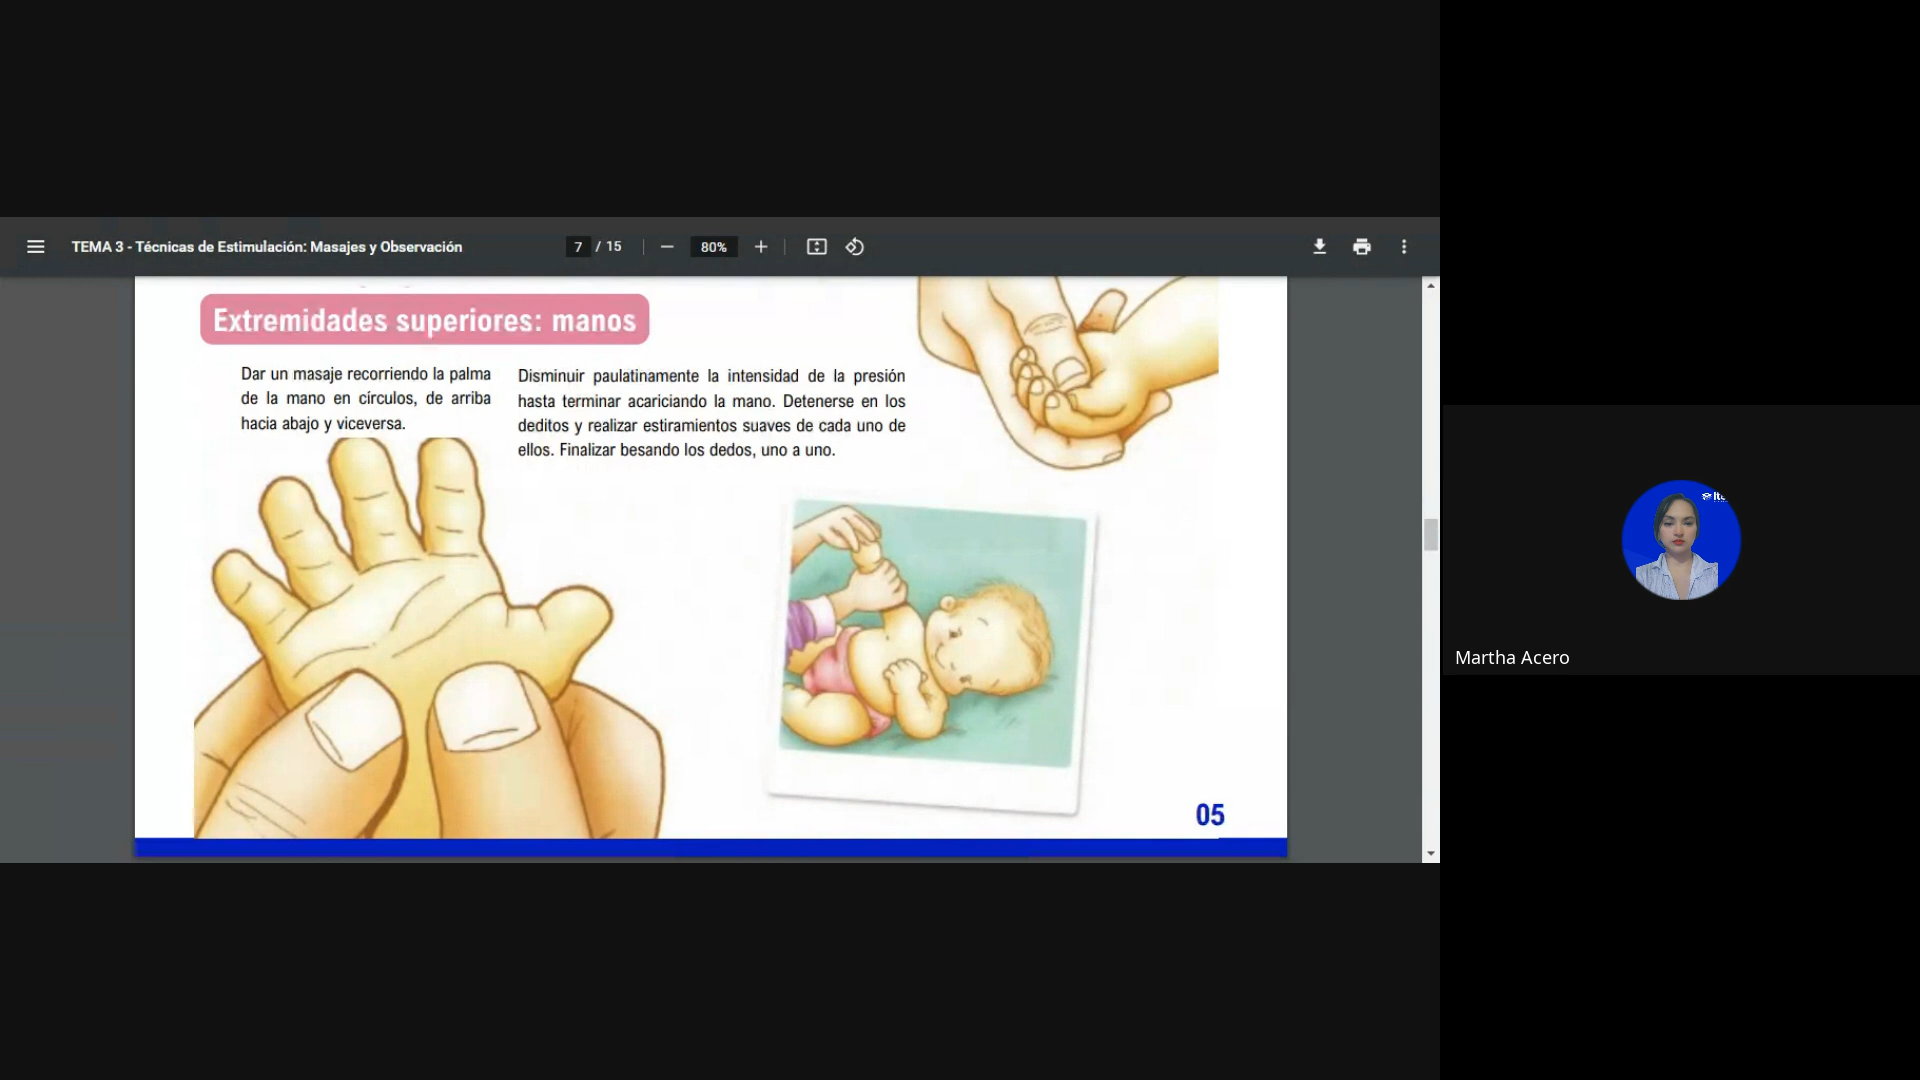 TEMA 3 - Técnicas de Estimulación: Masajes y Observación
7 / 15
80%
Extremidades superiores: manos
Dar un masaje recorriendo la palma
de la mano en círculos, de arriba
hacia abajo y viceversa.
Disminuir paulatinamente la intensidad de la presión
hasta terminar acariciando la mano. Detenerse en los
deditos y realizar estiramientos suaves de cada uno de
ellos. Finalizar besando los dedos, uno a uno.
05
Martha Acero